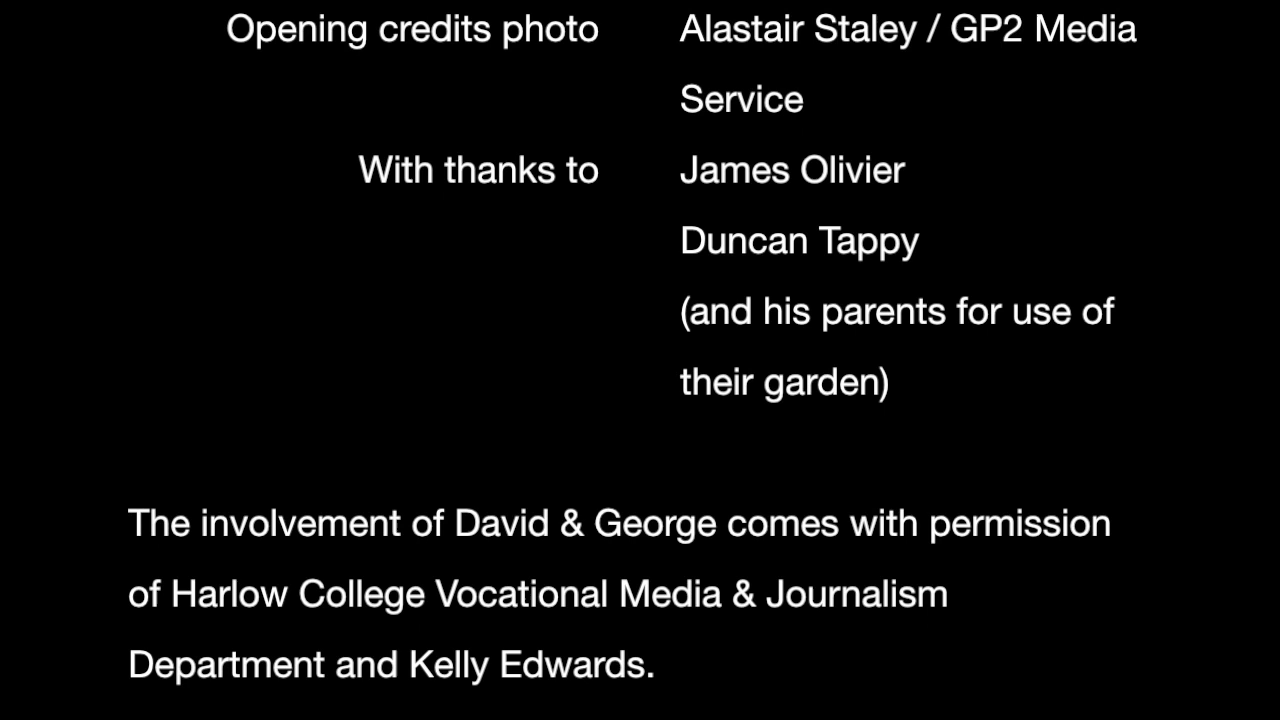 Opening credits photo Alastair Staley / GP2 Media
Service
With thanks to James Olivier
Duncan Tappy
(and his parents for use of
their garden)
The involvement of David & George comes with permission
of Harlow College Vocational Media & Journalism
Department and Kelly Edwards.